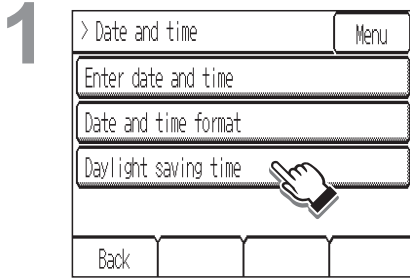 1
> Date and time
Menu
Enter date and time
Date and time format
Daylight saving time
Back